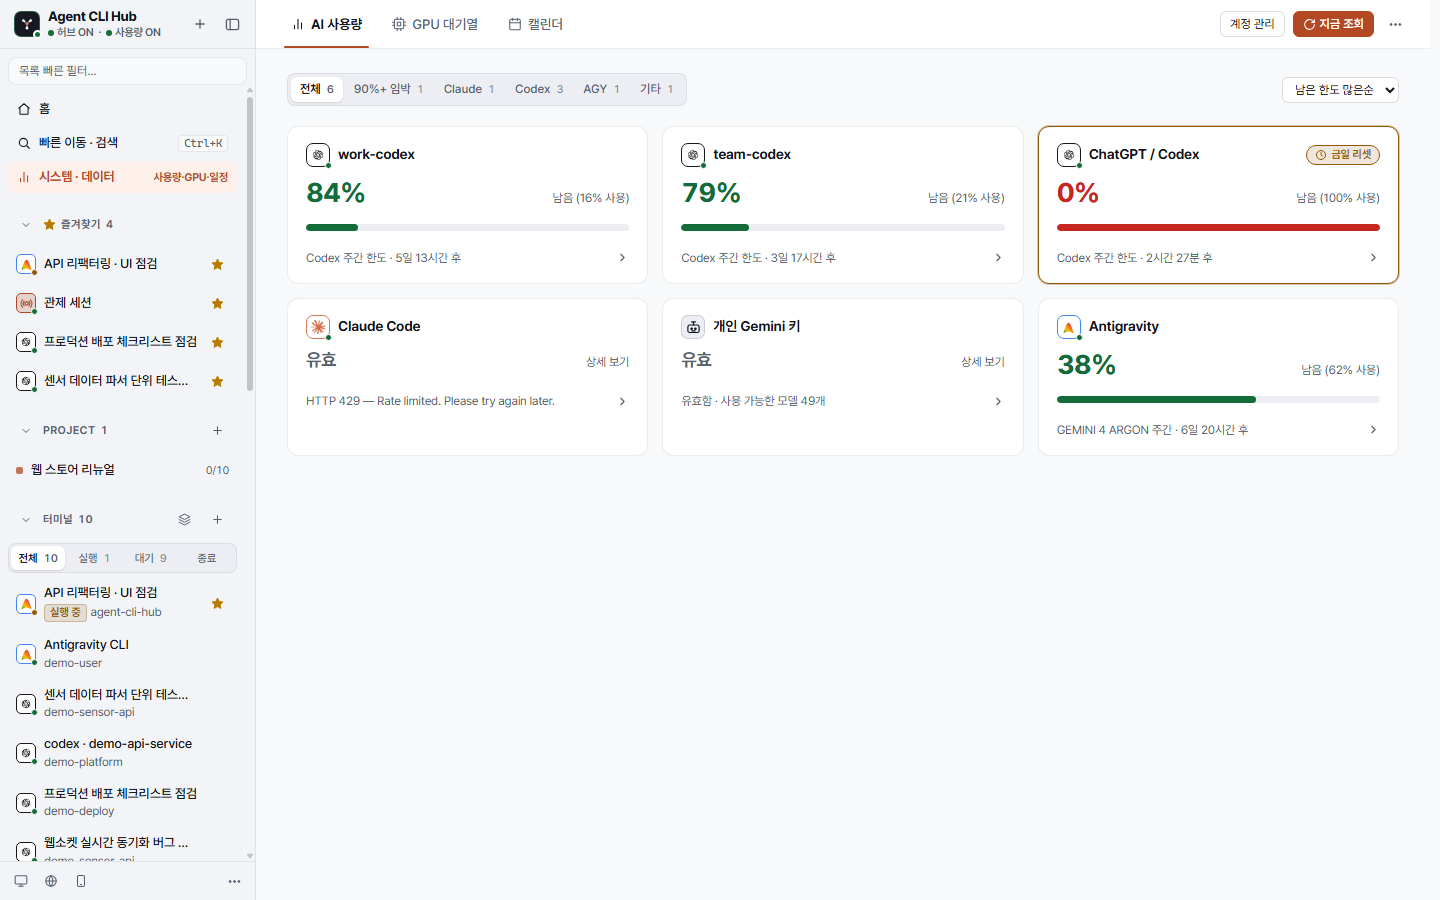 Agent CLI Hub
허브 ON · 사용량 ON
목록 빠른 필터...
홈
빠른 이동 · 검색 Ctrl+K
시스템 · 데이터 사용량·GPU·일정
즐겨찾기 4
API 리팩터링 · UI 점검
관제 세션
프로덕션 배포 체크리스트 점검
센서 데이터 파서 단위 테스...
PROJECT 1
웹 스토어 리뉴얼 0/10
터미널 10
전체 10 실행 1 대기 9 종료
API 리팩터링 · UI 점검
실행 중 agent-cli-hub
Antigravity CLI
demo-user
센서 데이터 파서 단위 테스...
demo-sensor-api
codex · demo-api-service
demo-platform
프로덕션 배포 체크리스트 점검
demo-deploy
웹소켓 실시간 동기화 버그 ...
demo-sensor-api
AI 사용량 GPU 대기열 캘린더 계정 관리 지금 조회
전체 6 90%+ 임박 1 Claude 1 Codex 3 AGY 1 기타 1 남은 한도 많은순
work-codex
84% 남음 (16% 사용)
Codex 주간 한도 · 5일 13시간 후
team-codex
79% 남음 (21% 사용)
Codex 주간 한도 · 3일 17시간 후
ChatGPT / Codex 금일 리셋
0% 남음 (100% 사용)
Codex 주간 한도 · 2시간 27분 후
Claude Code
유효 상세 보기
HTTP 429 — Rate limited. Please try again later.
개인 Gemini 키
유효 상세 보기
유효함 · 사용 가능한 모델 49개
Antigravity
38% 남음 (62% 사용)
GEMINI 4 ARGON 주간 · 6일 20시간 후